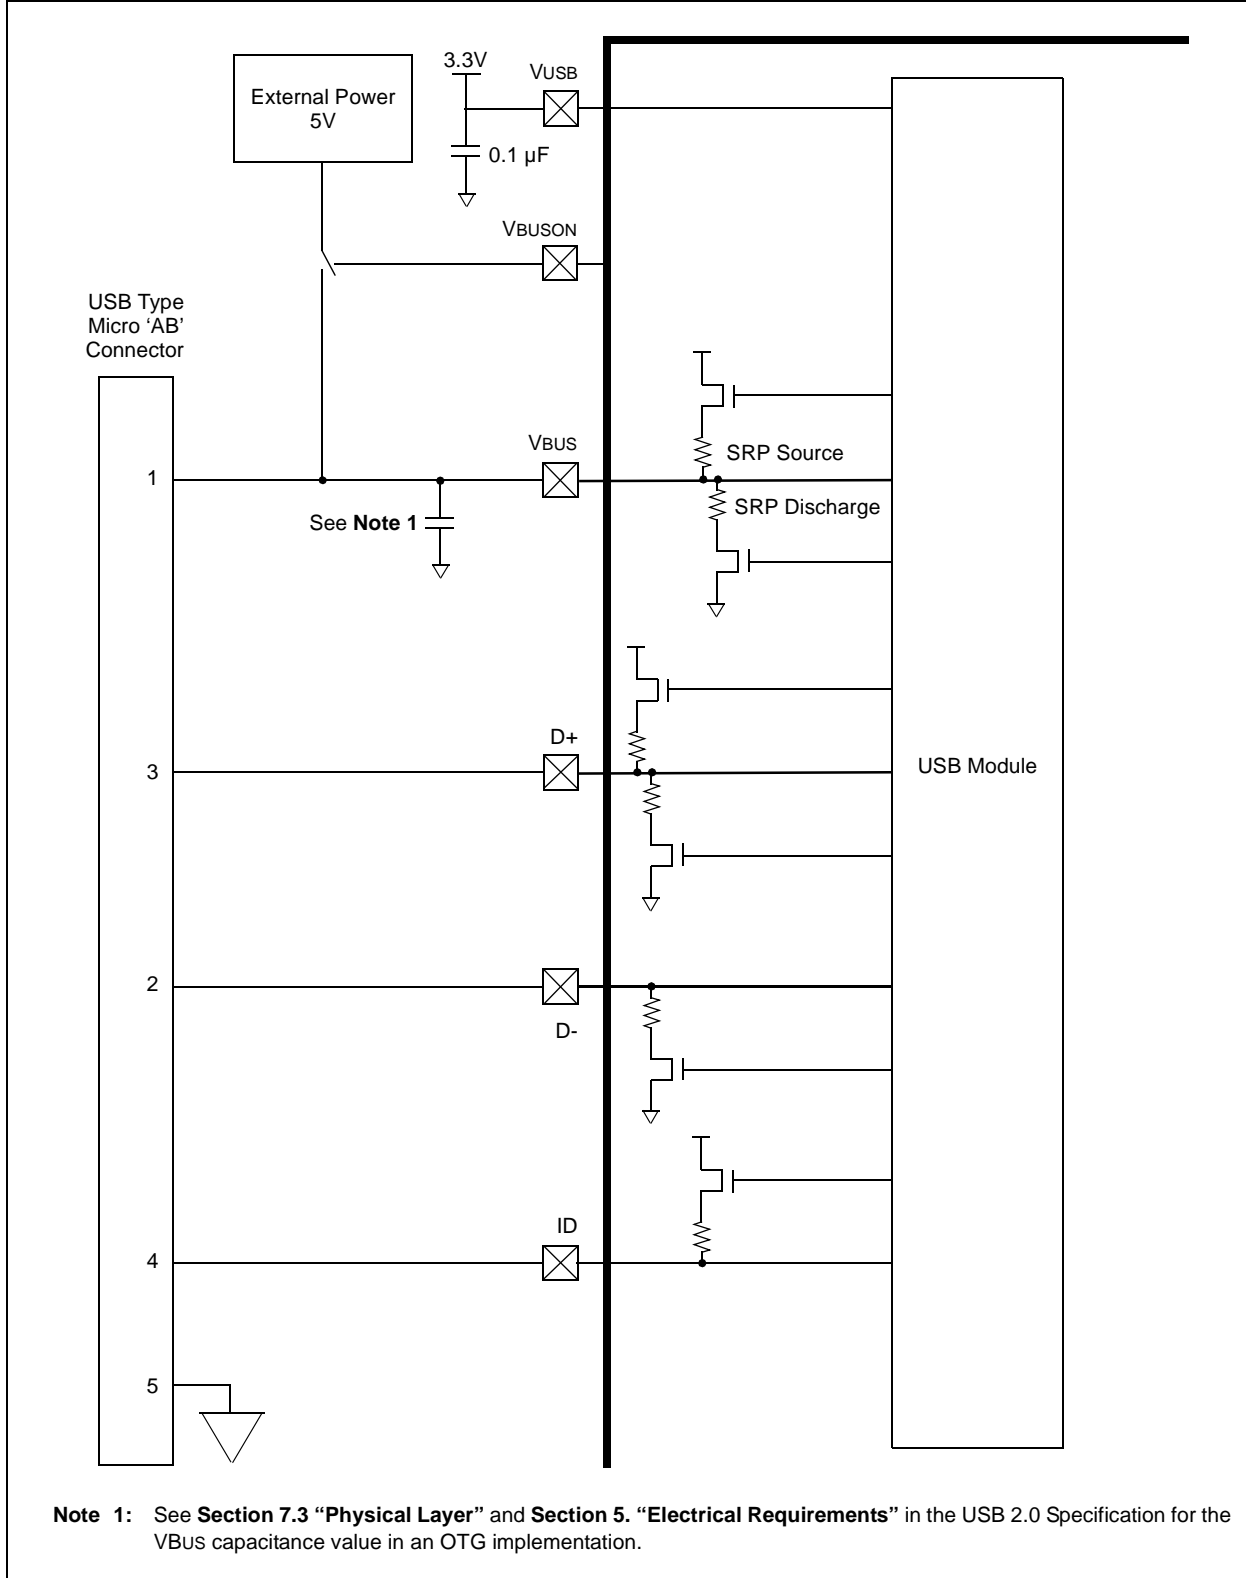 3.3V
VUSB
External Power
5V
0.1 µF
VBUSON
USB Type
Micro ‘AB’
Connector
VBUS
SRP Source
1
SRP Discharge
See Note 1
D+
3
USB Module
2
D-
ID
4
5
Note 1: See Section 7.3 “Physical Layer” and Section 5. “Electrical Requirements” in the USB 2.0 Specification for the
VBUS capacitance value in an OTG implementation.